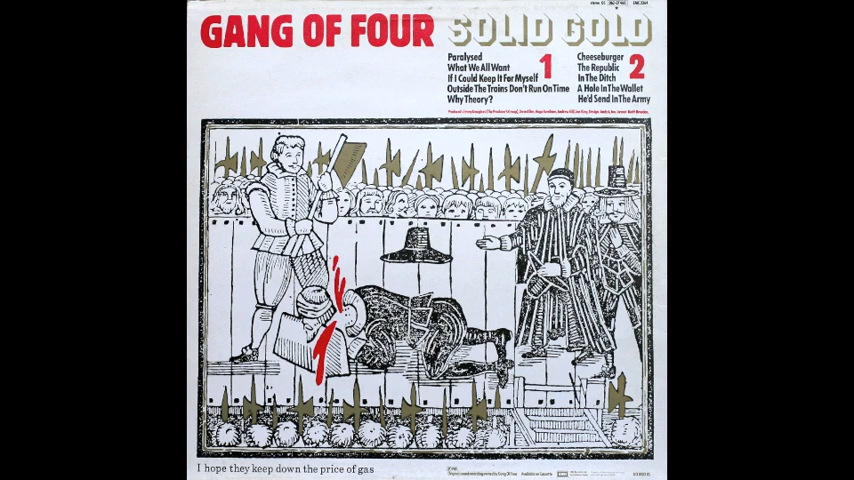 GANG OF FOUR SOLID GOLD
Paralysed
What We All Want
If I Could Keep It For Myself
Outside The Trains Don't Run On Time
Why Theory?
1
Cheeseburger
The Republic
In The Ditch
A Hole In The Wallet
He'd Send In The Army
2
I hope they keep down the price of gas
EMI